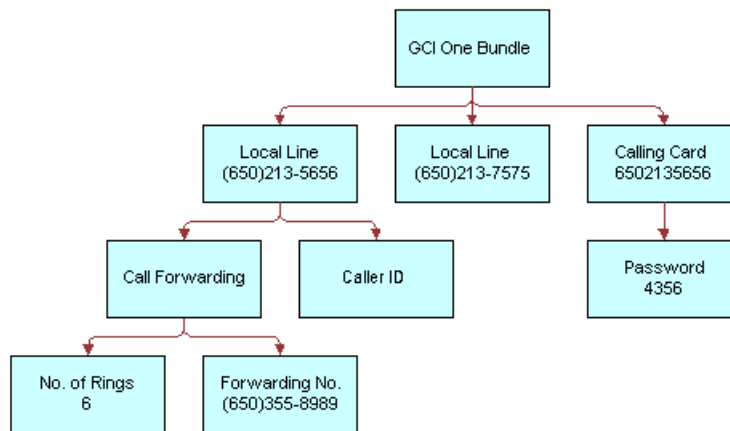 GCI One Bundle
Local Line
(650)213-5656
Local Line
(650)213-7575
Calling Card
6502135656
Call Forwarding
Caller ID
Password
4356
No. of Rings
6
Forwarding No.
(650)355-8989